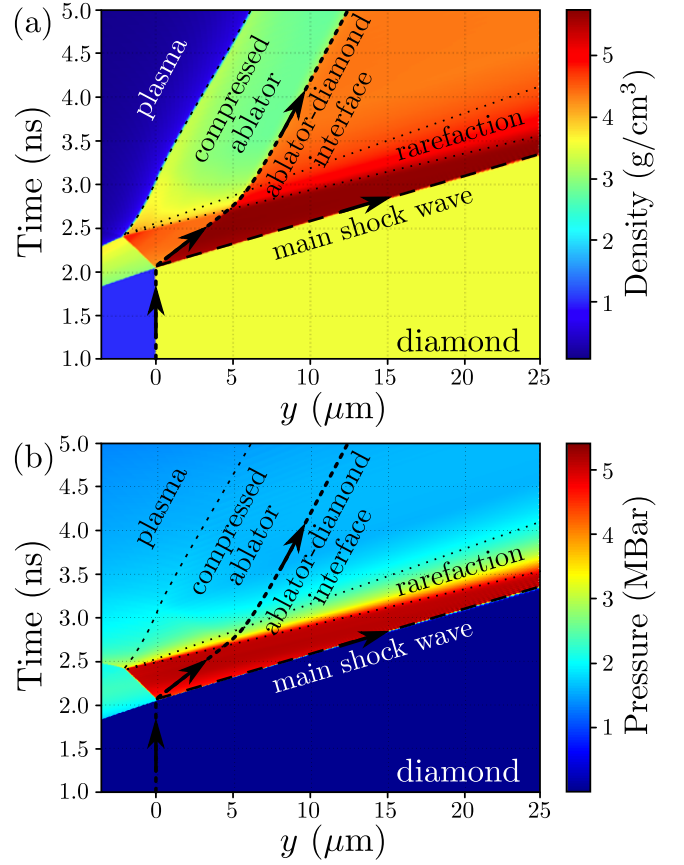 (a)
5.0
4.5
4.0
3.5
3.0
2.5
2.0
1.5
1.0
Time (ns)
plasma
compressed
ablator
ablator-diamond
interface
rarefaction
main shock wave
diamond
0
5
10
15
20
25
y (μm)
5
4
3
2
1
Density (g/cm³)
(b)
5.0
4.5
4.0
3.5
3.0
2.5
2.0
1.5
1.0
Time (ns)
plasma
compressed
ablator
ablator-diamond
interface
rarefaction
main shock wave
diamond
0
5
10
15
20
25
y (μm)
5
4
3
2
1
Pressure (MBar)